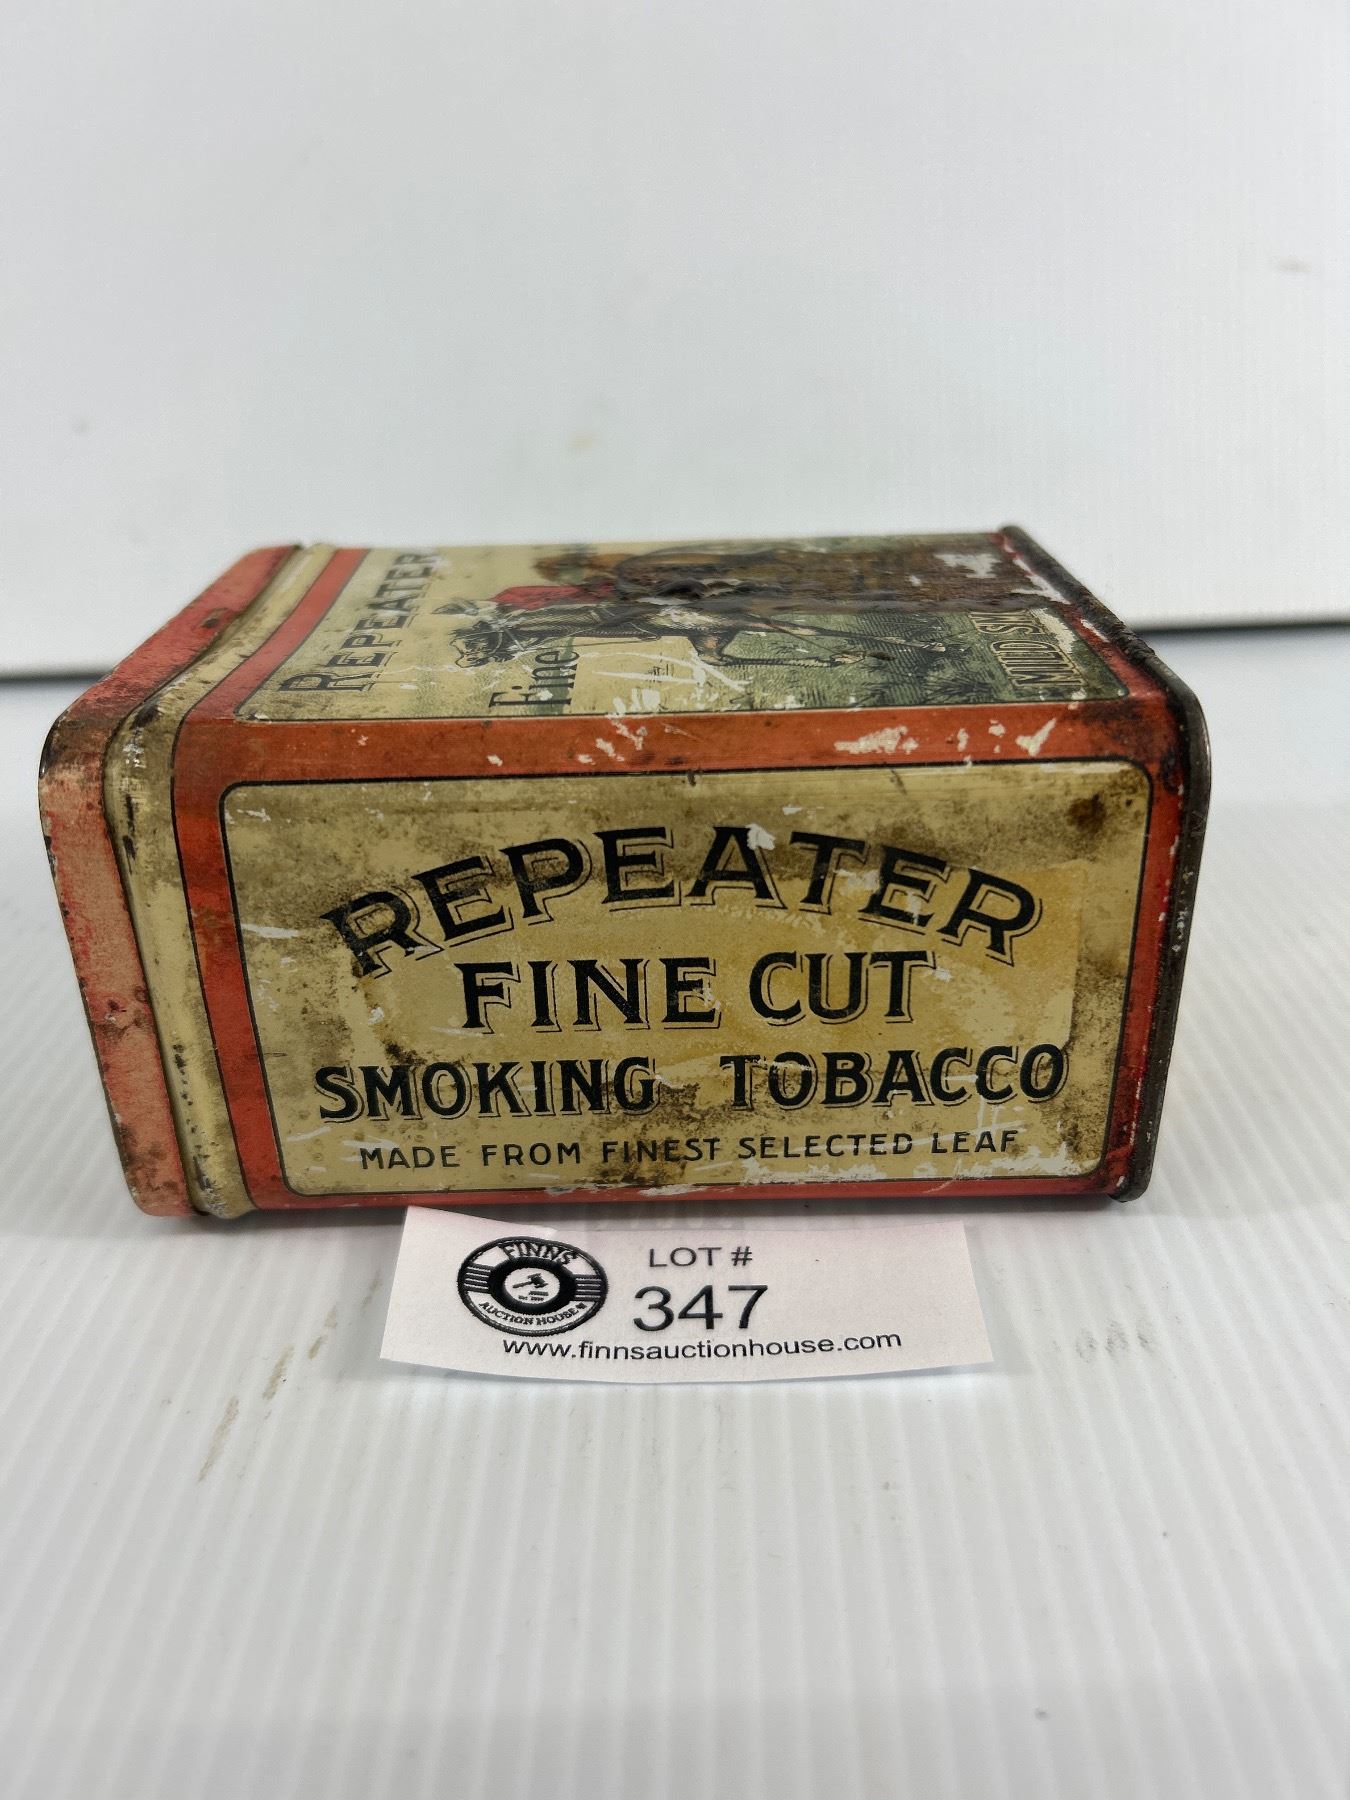 REPEATER
Fine
MILD
REPEATER
FINE CUT
SMOKING TOBACCO
MADE FROM FINEST SELECTED LEAF
FINNS
AUCTION HOUSE
LOT #
347
www.finnsauctionhouse.com